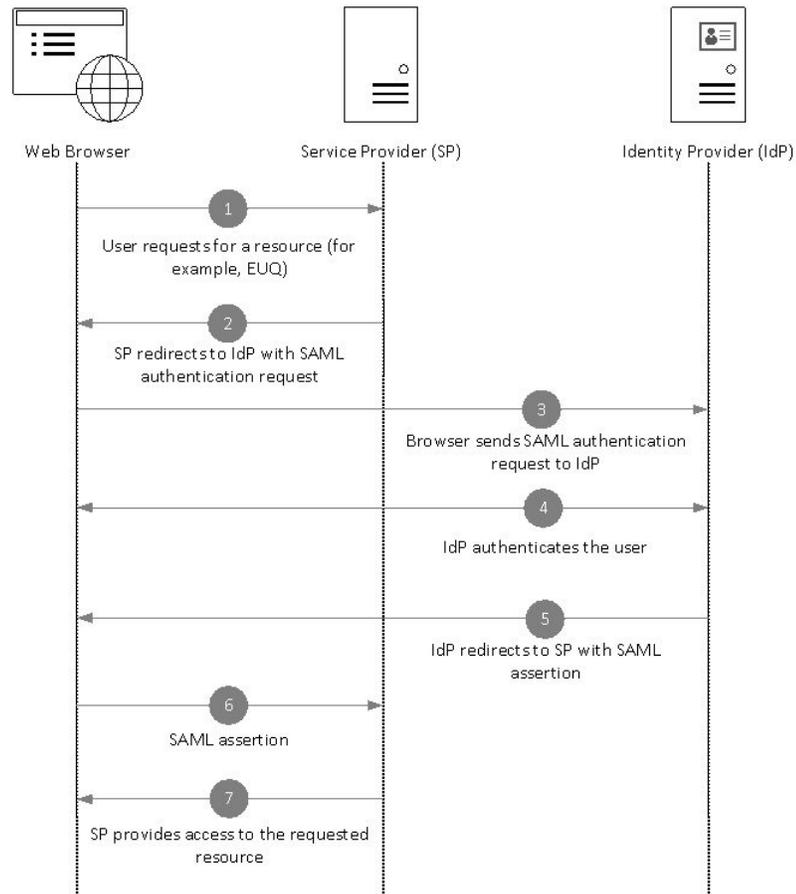 Web Browser
Service Provider (SP)
Identity Provider (IdP)
1
User requests for a resource (for
example, EUQ)
2
SP redirects to IdP with SAML
authentication request
3
Browser sends SAML authentication
request to IdP
4
IdP authenticates the user
5
IdP redirects to SP with SAML
assertion
6
SAML assertion
7
SP provides access to the requested
resource